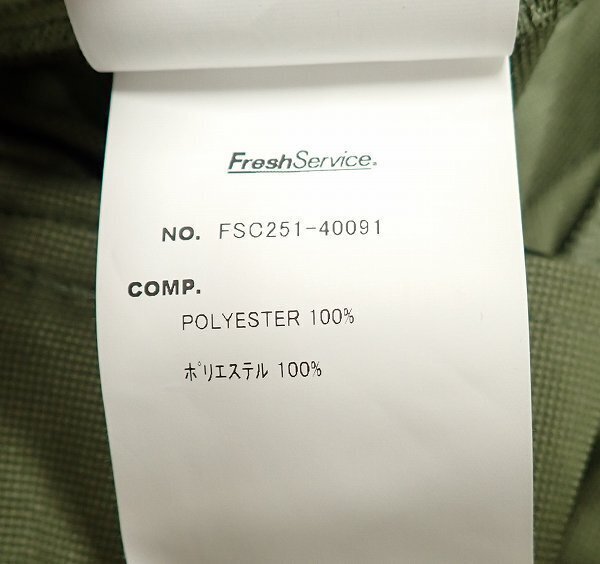 FreshService.
NO. FSC251-40091
COMP.
POLYESTER 100%
ﾎﾟﾘｴｽﾃﾙ 100%